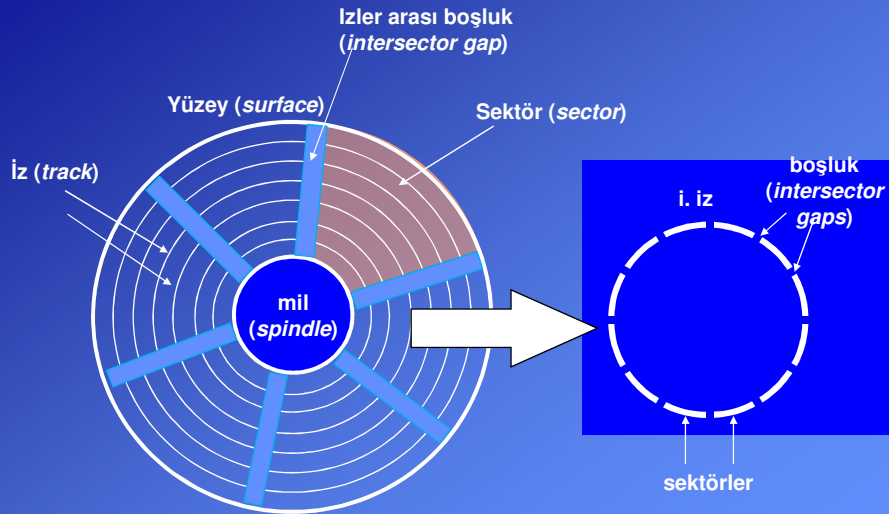 Izler arası boşluk
(intersector gap)
Yüzey (surface)
Sektör (sector)
İz (track)
mil
(spindle)
boşluk
(intersector
gaps)
i. iz
sektörler